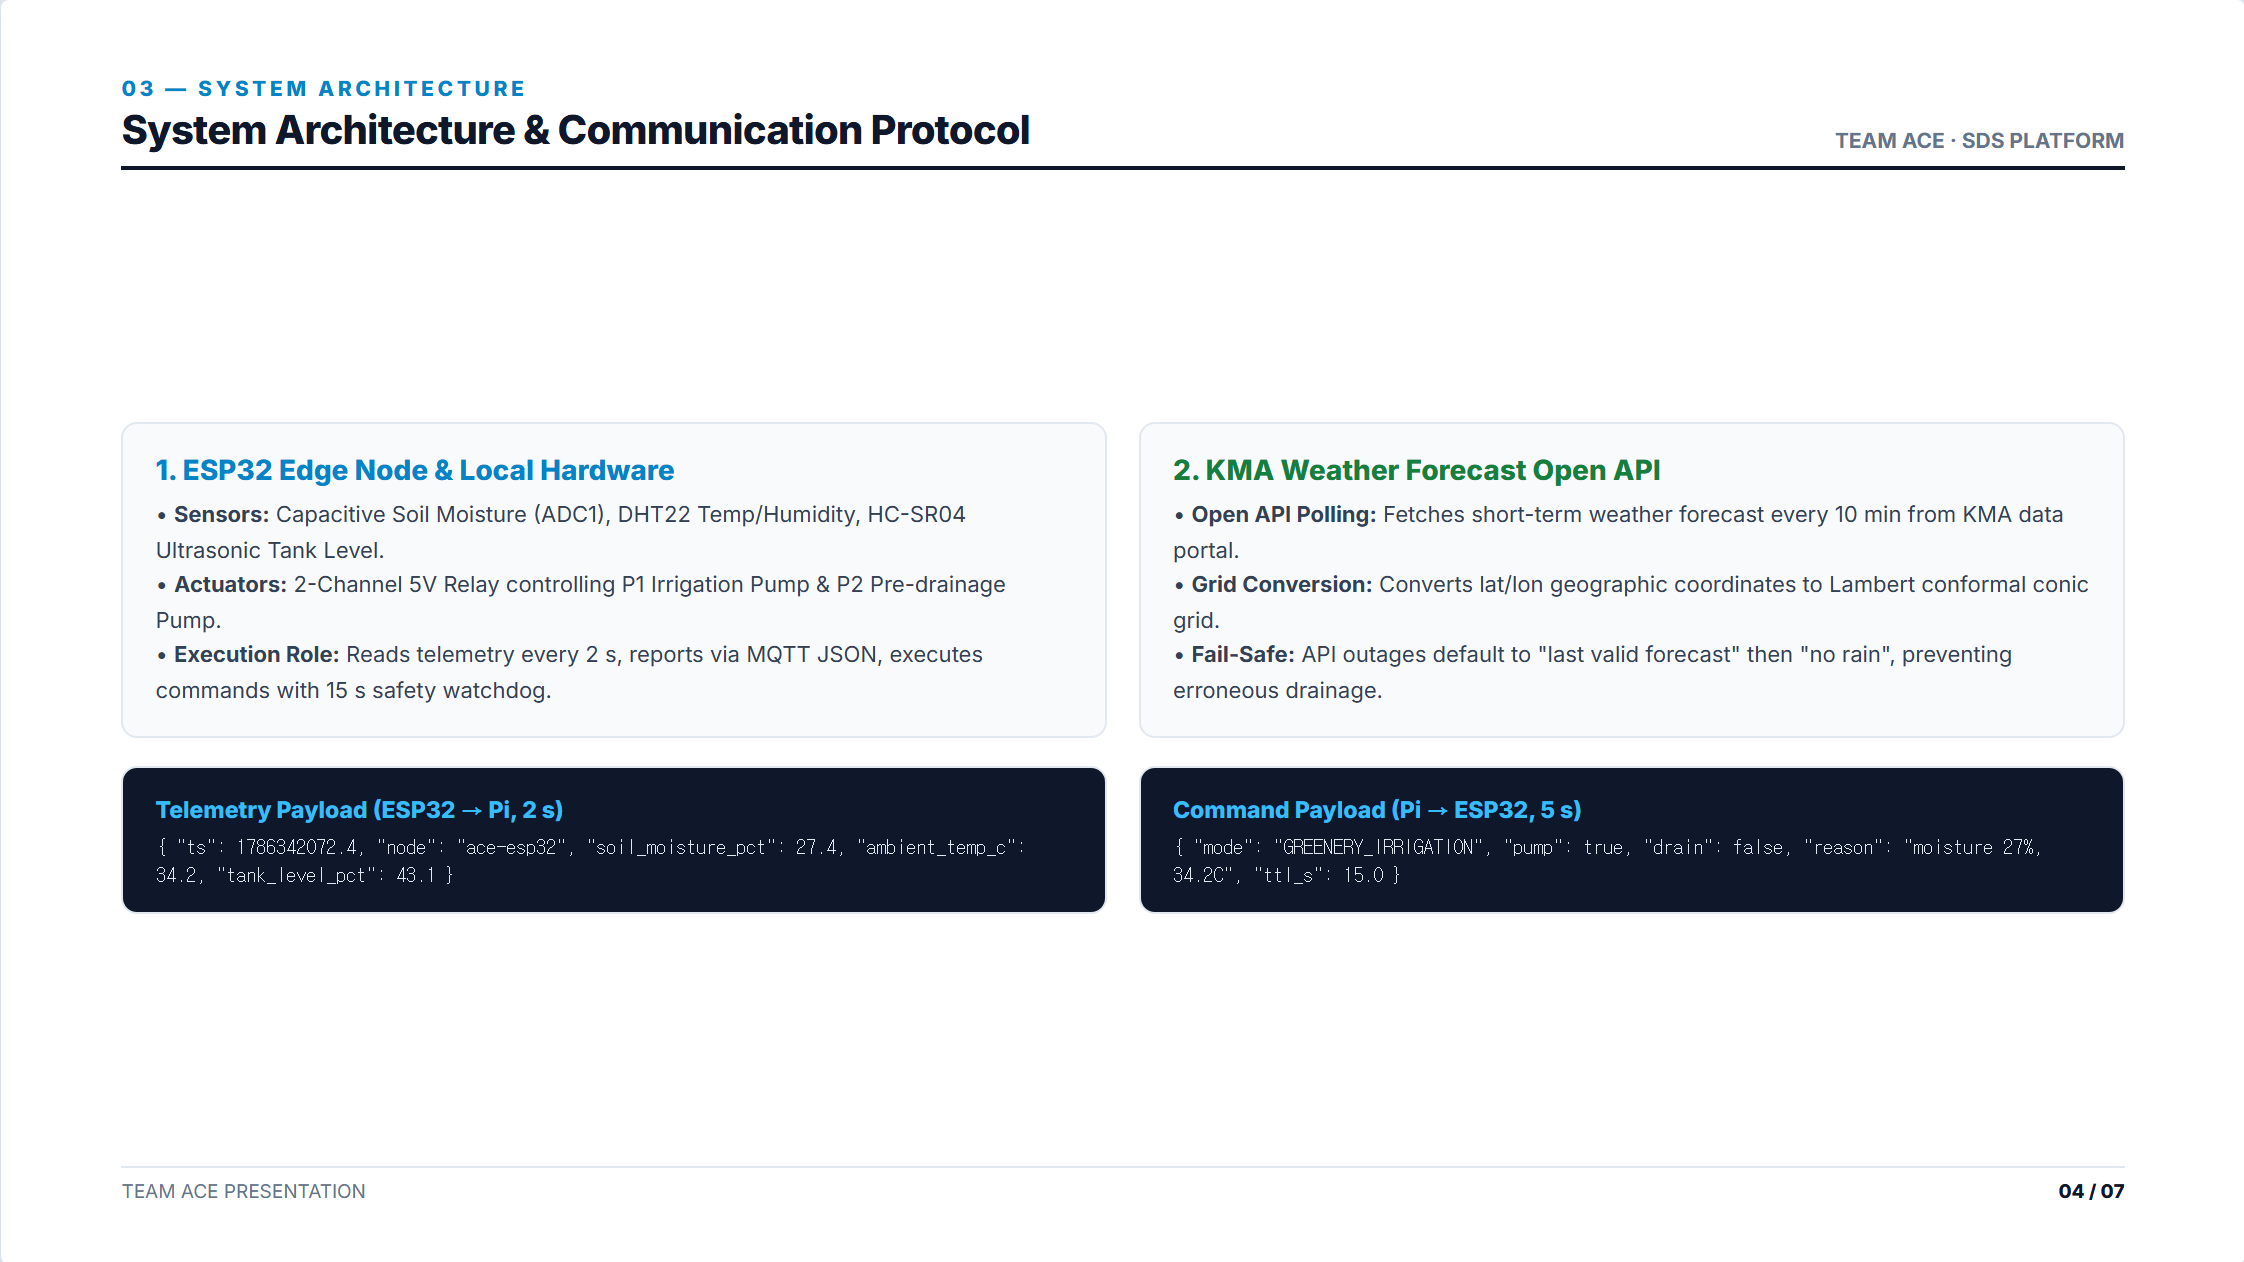 03 — SYSTEM ARCHITECTURE
System Architecture & Communication Protocol
TEAM ACE · SDS PLATFORM
1. ESP32 Edge Node & Local Hardware
• Sensors: Capacitive Soil Moisture (ADC1), DHT22 Temp/Humidity, HC-SR04
Ultrasonic Tank Level.
• Actuators: 2-Channel 5V Relay controlling P1 Irrigation Pump & P2 Pre-drainage
Pump.
• Execution Role: Reads telemetry every 2 s, reports via MQTT JSON, executes
commands with 15 s safety watchdog.
2. KMA Weather Forecast Open API
• Open API Polling: Fetches short-term weather forecast every 10 min from KMA data
portal.
• Grid Conversion: Converts lat/lon geographic coordinates to Lambert conformal conic
grid.
• Fail-Safe: API outages default to "last valid forecast" then "no rain", preventing
erroneous drainage.
Telemetry Payload (ESP32 → Pi, 2 s)
{ "ts": 1786342072.4, "node": "ace-esp32", "soil_moisture_pct": 27.4, "ambient_temp_c":
34.2, "tank_level_pct": 43.1 }
Command Payload (Pi → ESP32, 5 s)
{ "mode": "GREENERY_IRRIGATION", "pump": true, "drain": false, "reason": "moisture 27%,
34.2C", "ttl_s": 15.0 }
TEAM ACE PRESENTATION
04 / 07